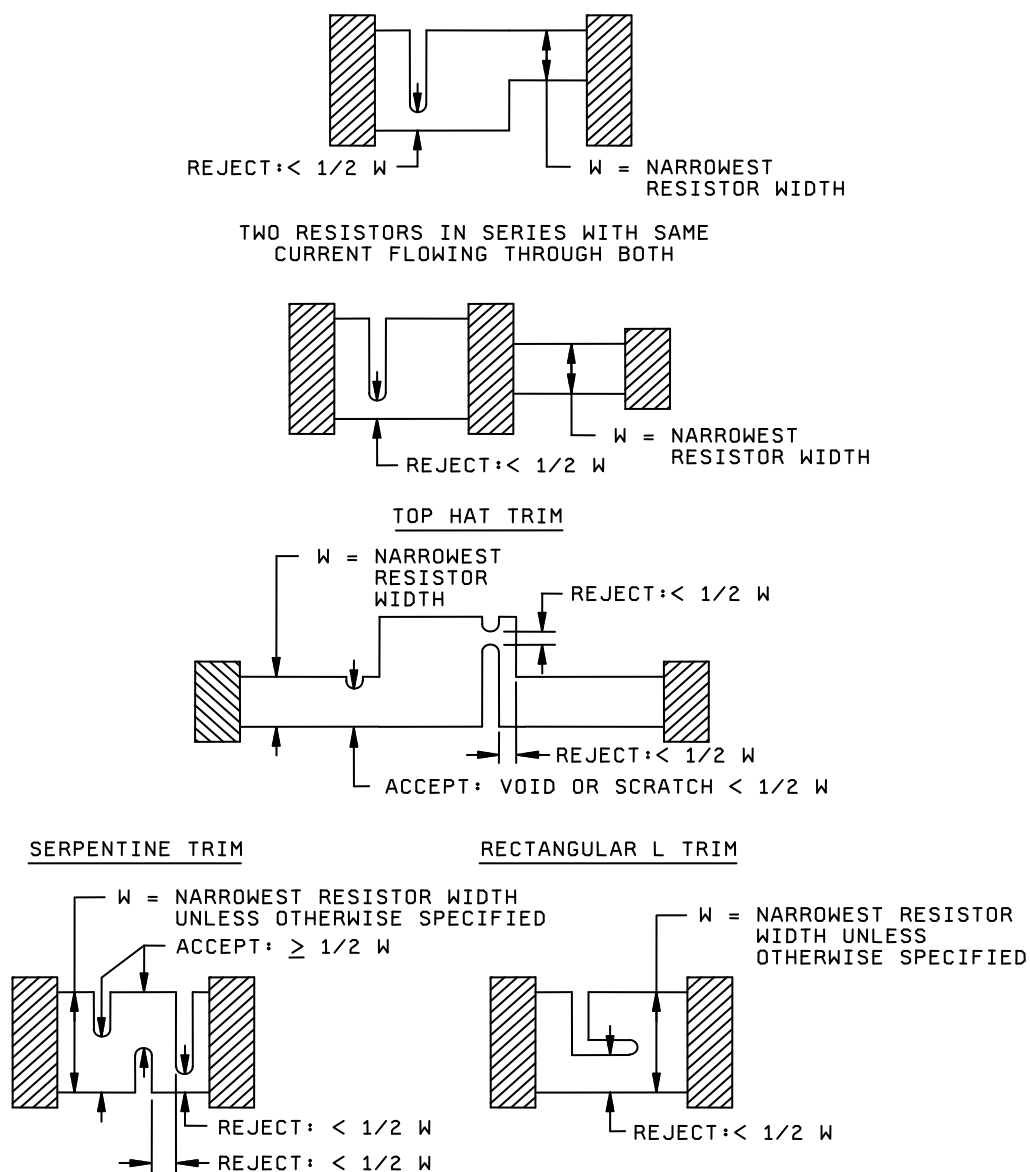 REJECT:< 1/2 W
W = NARROWEST
RESISTOR WIDTH
TWO RESISTORS IN SERIES WITH SAME
CURRENT FLOWING THROUGH BOTH
W = NARROWEST
RESISTOR WIDTH
REJECT:< 1/2 W
TOP HAT TRIM
W = NARROWEST
RESISTOR
WIDTH
REJECT:< 1/2 W
REJECT:< 1/2 W
ACCEPT: VOID OR SCRATCH < 1/2 W
SERPENTINE TRIM
W = NARROWEST RESISTOR WIDTH
UNLESS OTHERWISE SPECIFIED
ACCEPT: ≥ 1/2 W
REJECT: < 1/2 W
REJECT: < 1/2 W
RECTANGULAR L TRIM
W = NARROWEST RESISTOR
WIDTH UNLESS
OTHERWISE SPECIFIED
REJECT:< 1/2 W